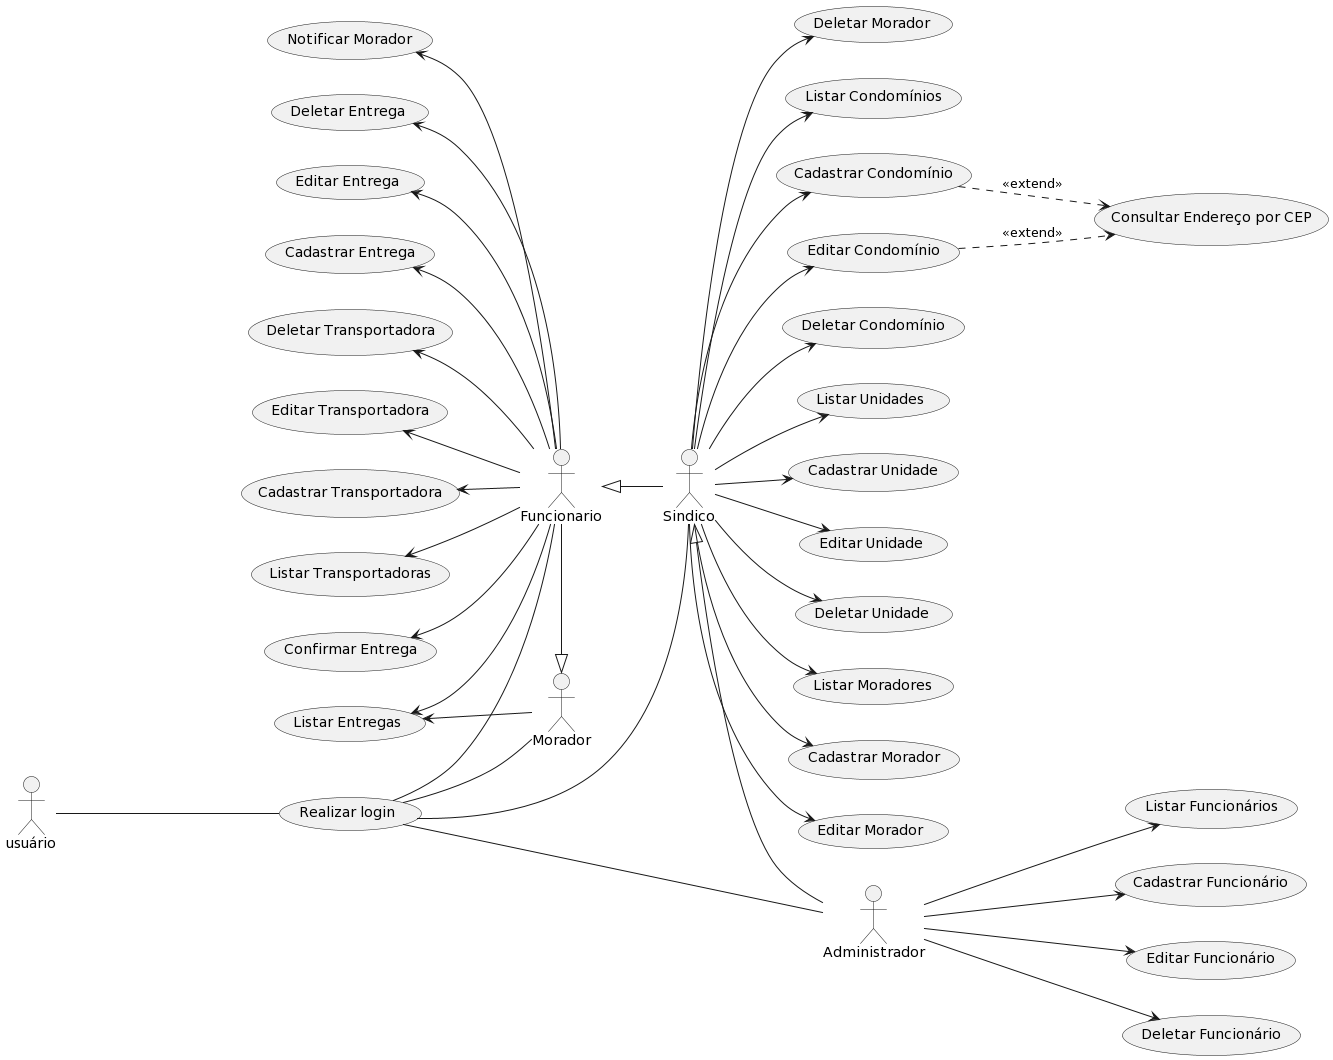 Notificar Morador
Deletar Entrega
Editar Entrega
Cadastrar Entrega
Deletar Transportadora
Editar Transportadora
Cadastrar Transportadora
Listar Transportadoras
Confirmar Entrega
Listar Entregas
Realizar login
usuário
Funcionario
Morador
Sindico
Deletar Morador
Listar Condomínios
Cadastrar Condomínio
Editar Condomínio
Deletar Condomínio
Listar Unidades
Cadastrar Unidade
Editar Unidade
Deletar Unidade
Listar Moradores
Cadastrar Morador
Editar Morador
Administrador
«extend»
«extend»
Consultar Endereço por CEP
Listar Funcionários
Cadastrar Funcionário
Editar Funcionário
Deletar Funcionário